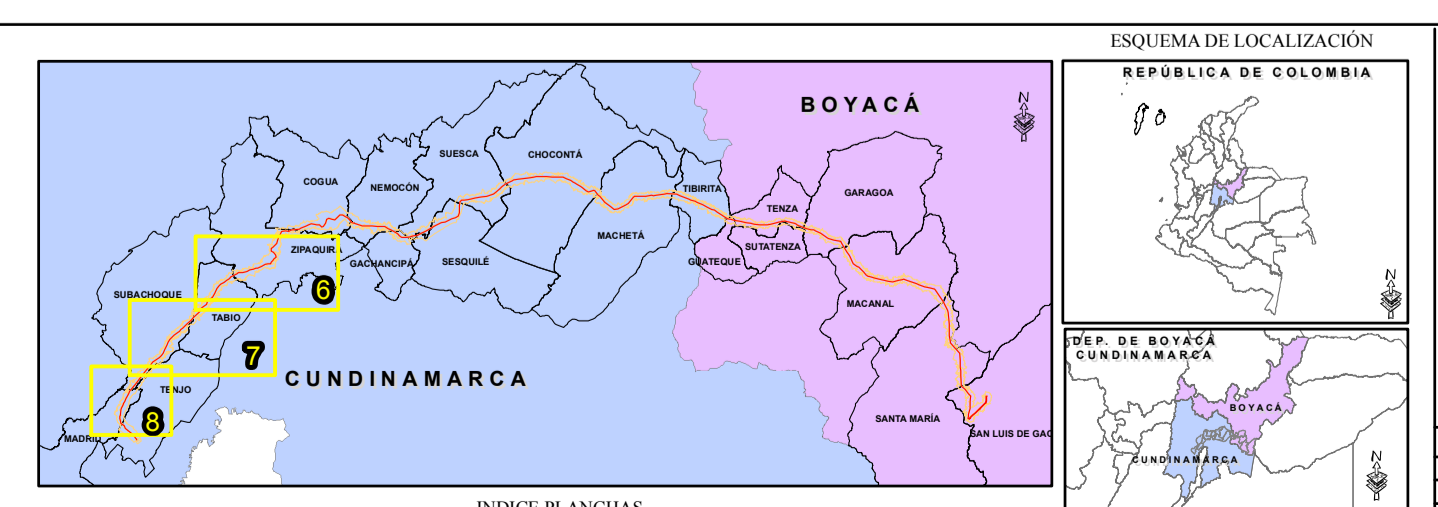 ESQUEMA DE LOCALIZACIÓN
REPÚBLICA DE COLOMBIA
N
BOYACÁ
N
SUESCA
CHOCONTÁ
COGUA
NEMOCÓN
TIBIRITA
GARAGOA
TENZA
MACHETÁ
ZIPAQUIRA
SUTATENZA
GACHANCIPÁ
SESQUILÉ
GUATEQUE
6
SUBACHOQUE
MACANAL
TABIO
7
CUNDINAMARCA
TENJO
8
MADRID
SANTA MARÍA
SAN LUIS DE GAC
DEP. DE BOYACÁ
CUNDINAMARCA
BOYACÁ
CUNDINAMARCA
N
INDICE PLANCHAS